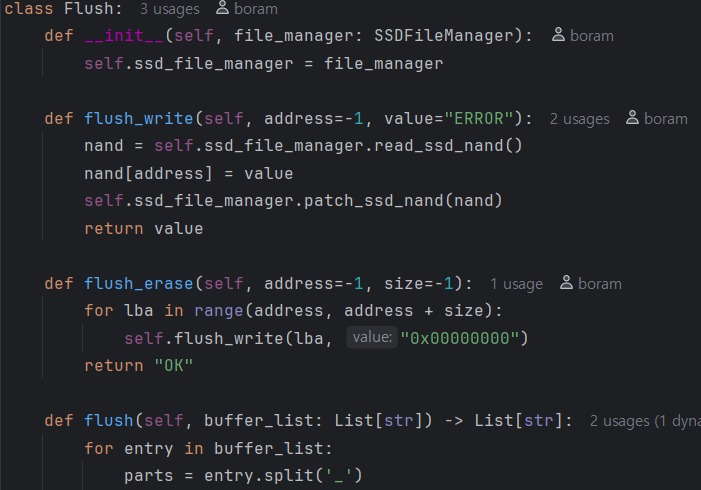 class Flush:  3 usages  boram
    def __init__(self, file_manager: SSDFileManager):  boram
        self.ssd_file_manager = file_manager
    def flush_write(self, address=-1, value="ERROR"):  2 usages  boram
        nand = self.ssd_file_manager.read_ssd_nand()
        nand[address] = value
        self.ssd_file_manager.patch_ssd_nand(nand)
        return value
    def flush_erase(self, address=-1, size=-1):  1 usage  boram
        for lba in range(address, address + size):
            self.flush_write(lba, value: "0x00000000")
        return "OK"
    def flush(self, buffer_list: List[str]) -> List[str]:  2 usages (1 dyna
        for entry in buffer_list:
            parts = entry.split('_')